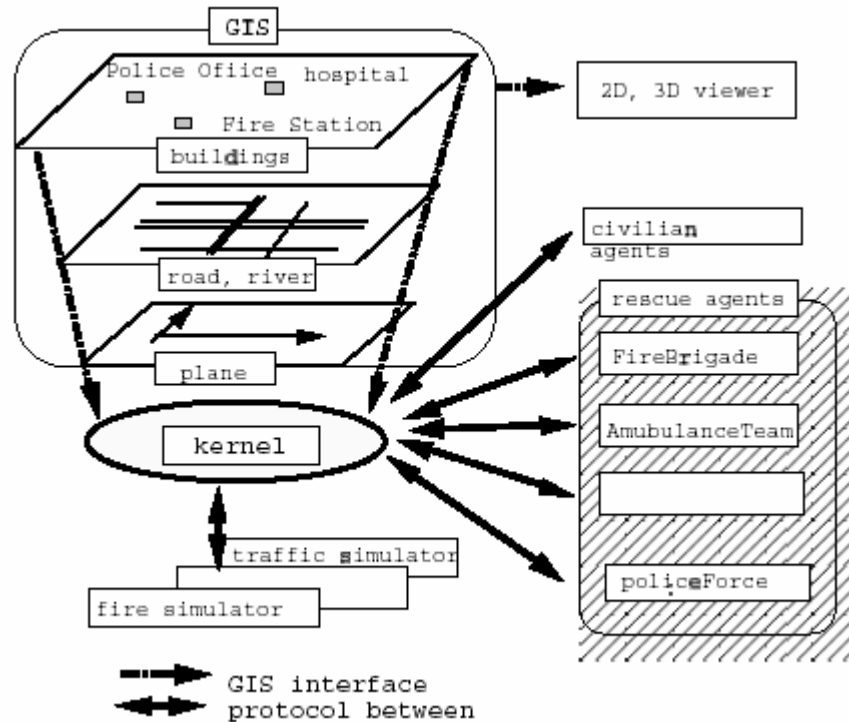 GIS
Police Ofiice
hospital
Fire Station
buildings
2D, 3D viewer
road, river
civilian
agents
rescue agents
plane
FireBrigade
kernel
AmubulanceTeam
traffic simulator
policeForce
fire simulator
GIS interface
protocol between